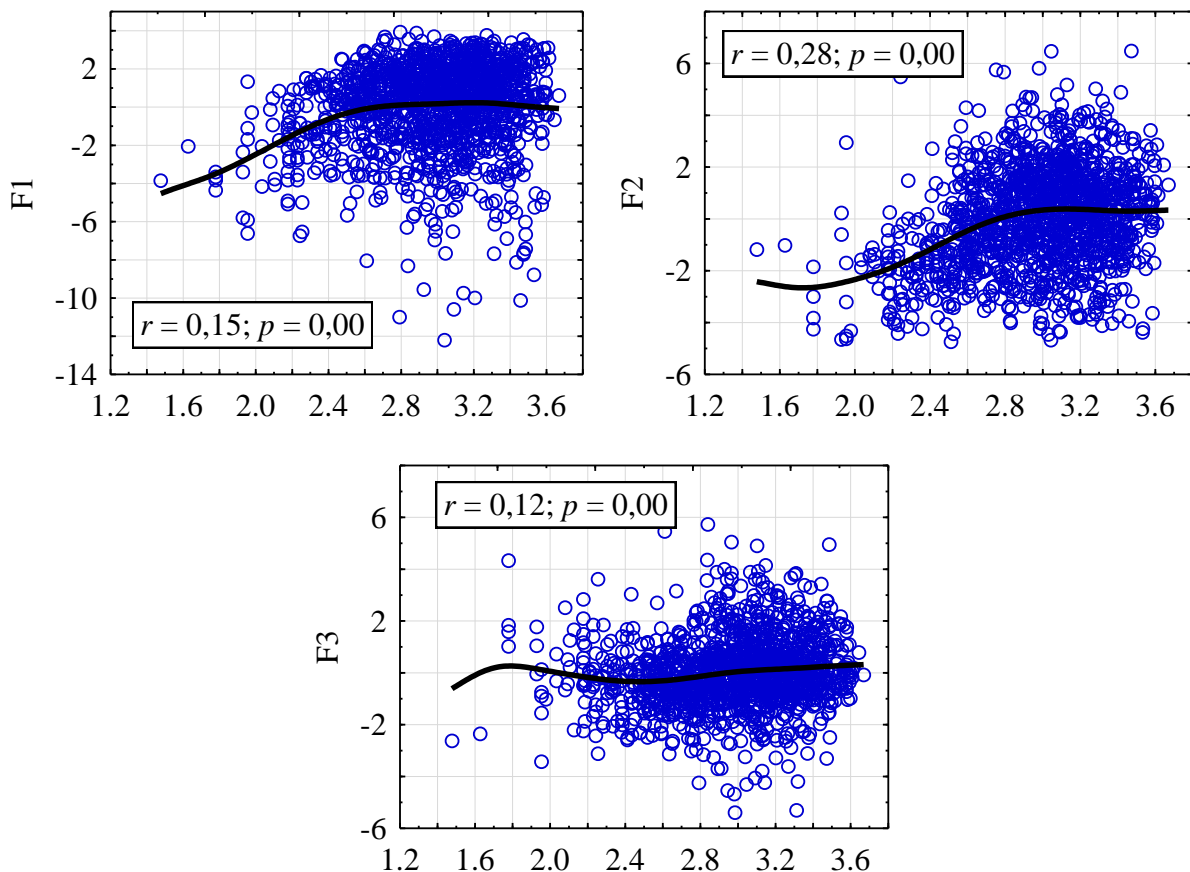 2
-2
-6
-10
-14
F1
r = 0,15; p = 0,00
1.2 1.6 2.0 2.4 2.8 3.2 3.6
6
2
-2
-6
F2
r = 0,28; p = 0,00
1.2 1.6 2.0 2.4 2.8 3.2 3.6
6
2
-2
-6
F3
r = 0,12; p = 0,00
1.2 1.6 2.0 2.4 2.8 3.2 3.6